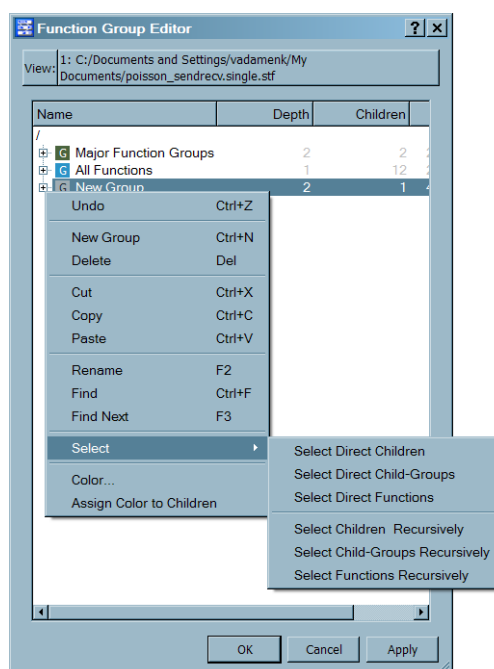 Function Group Editor
View:
1: C:/Documents and Settings/vadamenk/My
Documents/poisson_sendrecv.single.stf
Name Depth Children
/
G Major Function Groups 2 2
G All Functions 1 12
G New Group 2 1 4
Undo Ctrl+Z
New Group Ctrl+N
Delete Del
Cut Ctrl+X
Copy Ctrl+C
Paste Ctrl+V
Rename F2
Find Ctrl+F
Find Next F3
Select
Color...
Assign Color to Children
Select Direct Children
Select Direct Child-Groups
Select Direct Functions
Select Children Recursively
Select Child-Groups Recursively
Select Functions Recursively
OK Cancel Apply